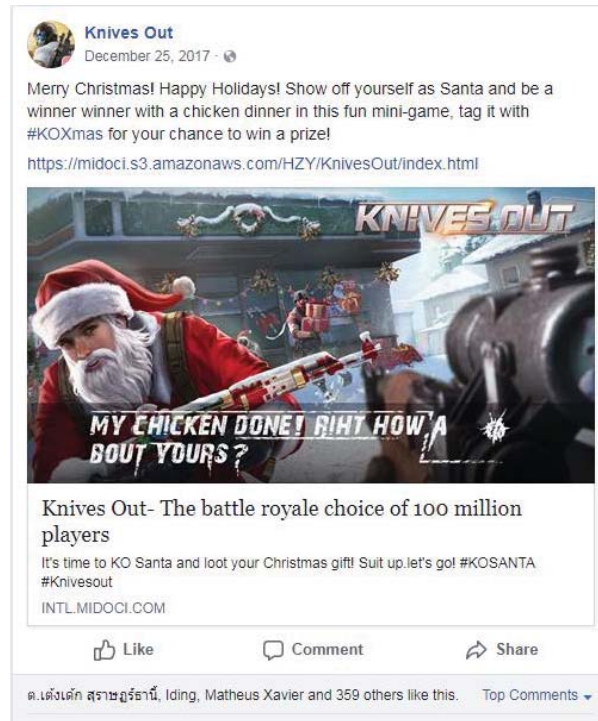 Knives Out
December 25, 2017 ·
Merry Christmas! Happy Holidays! Show off yourself as Santa and be a
winner winner with a chicken dinner in this fun mini-game, tag it with
#KOXmas for your chance to win a prize!
https://midoci.s3.amazonaws.com/HZY/KnivesOut/index.html
KNIVES OUT
MY CHICKEN DONE! RIHT HOW A
BOUT YOURS?
Knives Out- The battle royale choice of 100 million
players
It's time to KO Santa and loot your Christmas gift! Suit up.let's go! #KOSANTA
#Knivesout
INTL.MIDOCI.COM
Like Comment Share
ต.เต้งเด้ก สุราษฎร์ธานี้, Iding, Matheus Xavier and 359 others like this. Top Comments